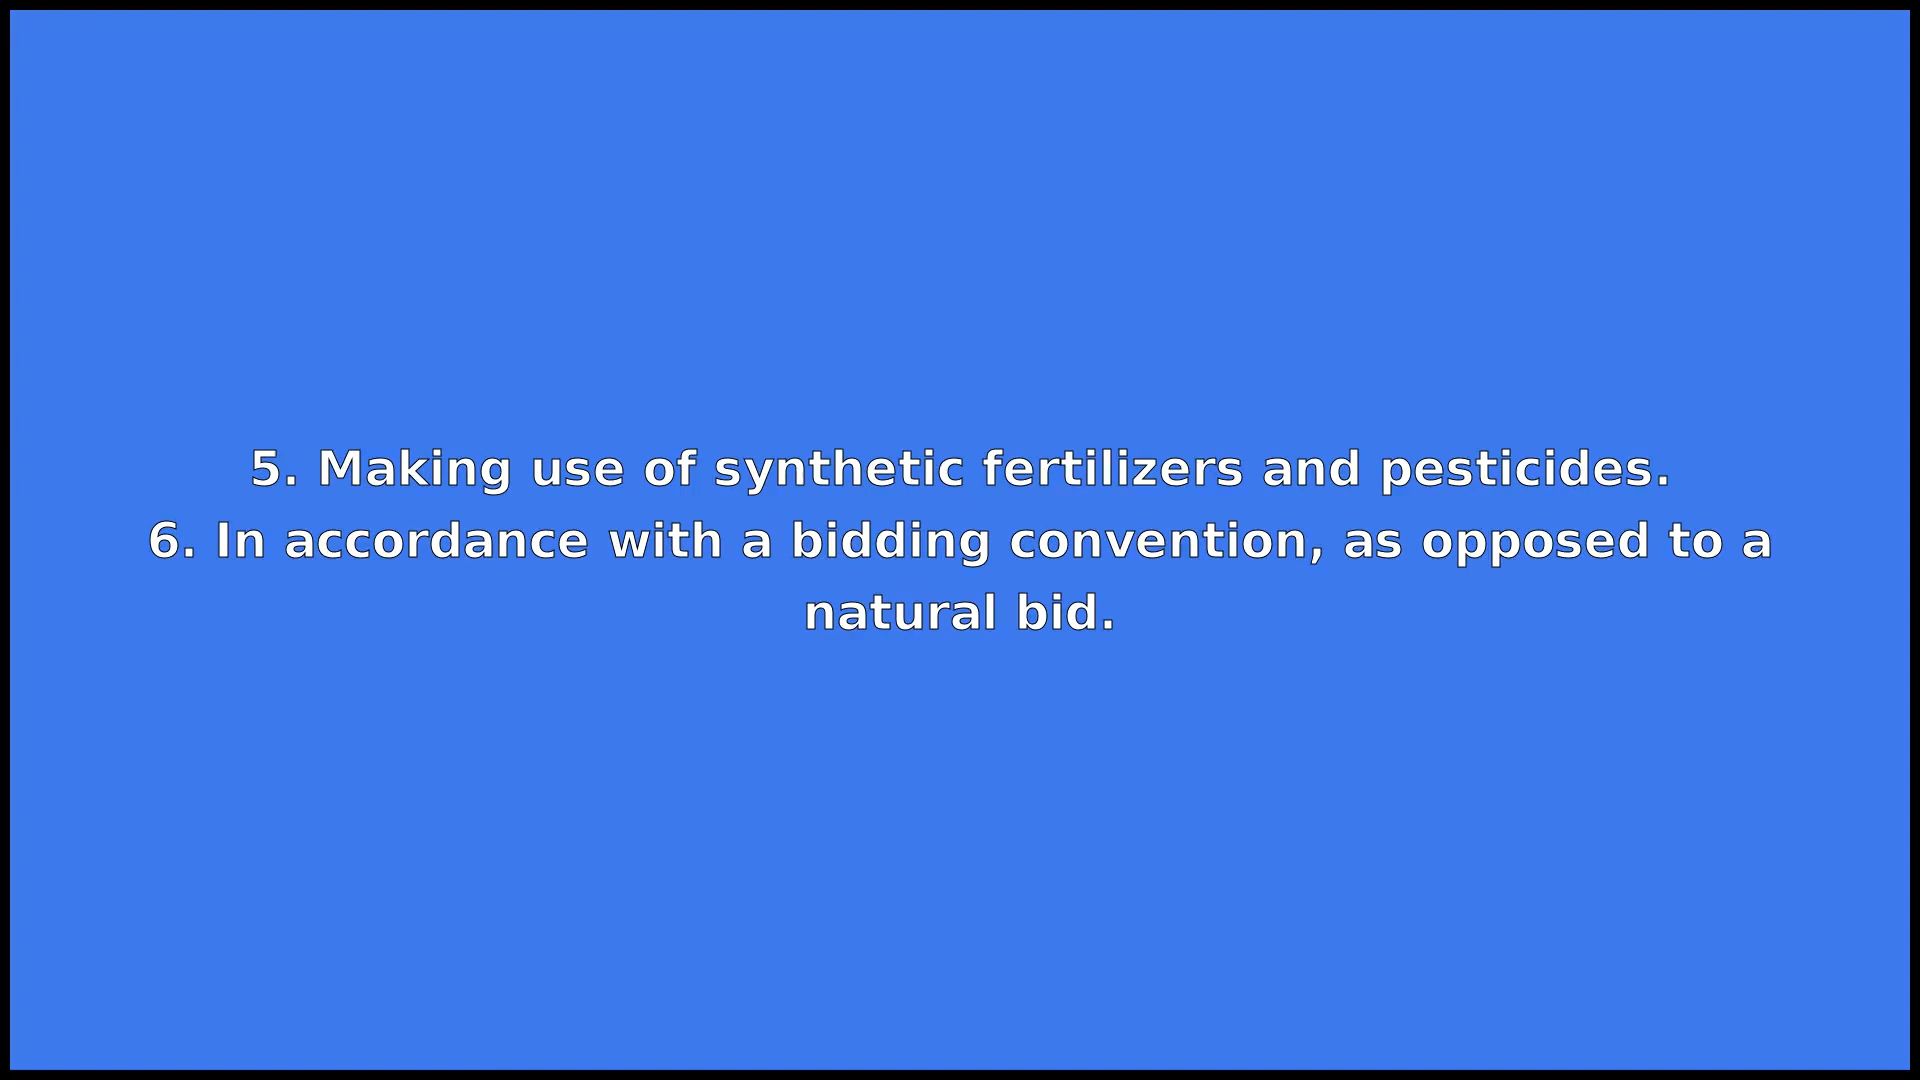 5. Making use of synthetic fertilizers and pesticides.
6. In accordance with a bidding convention, as opposed to a
natural bid.